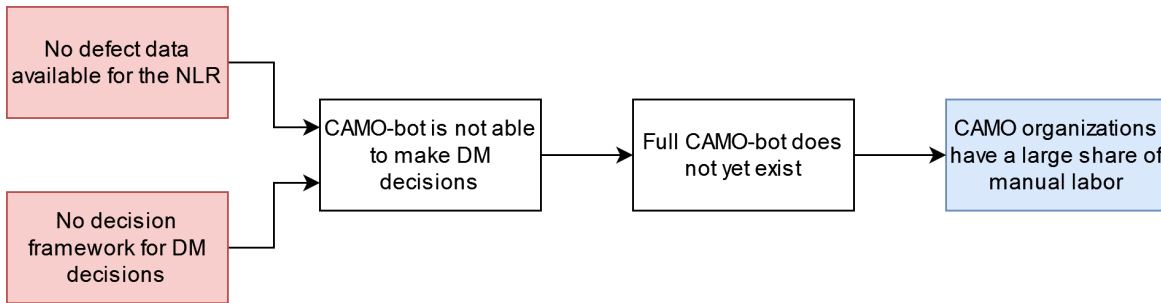 No defect data
available for the NLR
No decision
framework for DM
decisions
CAMO-bot is not able
to make DM
decisions
Full CAMO-bot does
not yet exist
CAMO organizations
have a large share of
manual labor